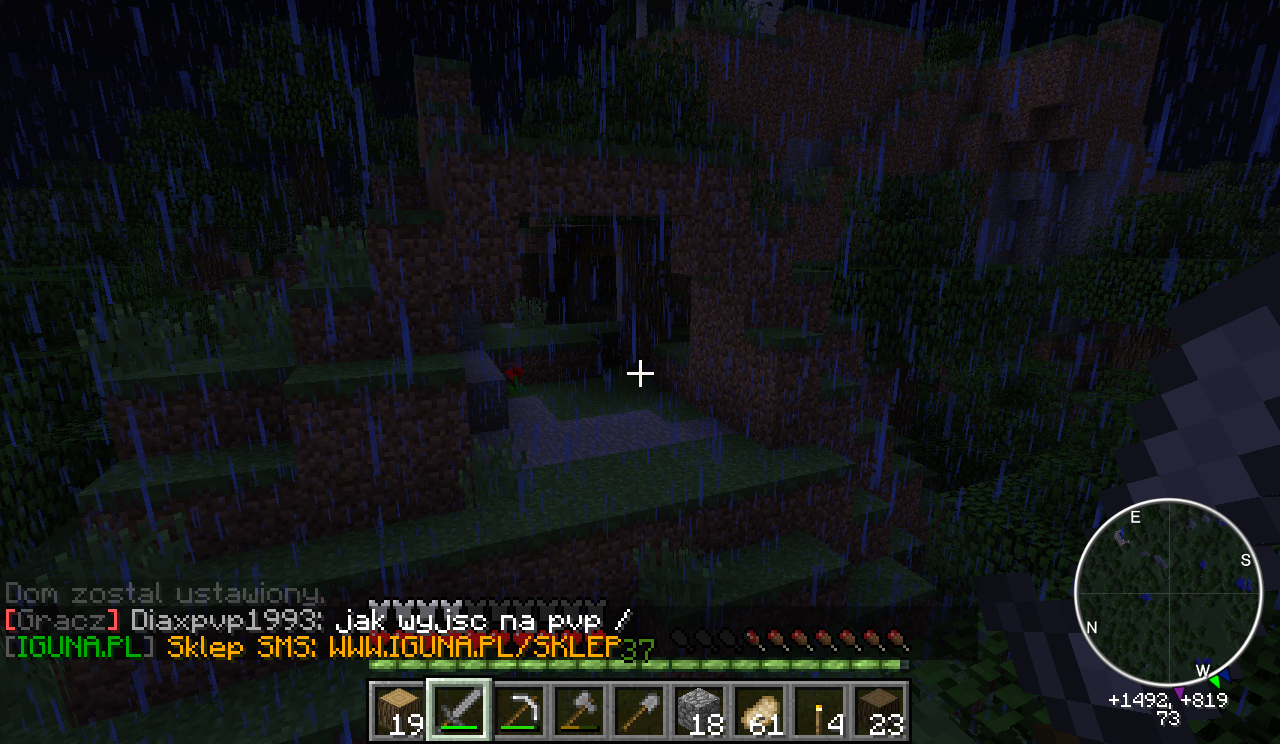 Dom zostal ustawiony.
[Gracz] Diaxpvp1993: jak wyjsc na pvp /
[IGUNA.PL] Sklep SMS: WWW.IGUNA.PL/SKLEP
37
19
18
61
4
23
E
S
N
W
+1492, +819
73